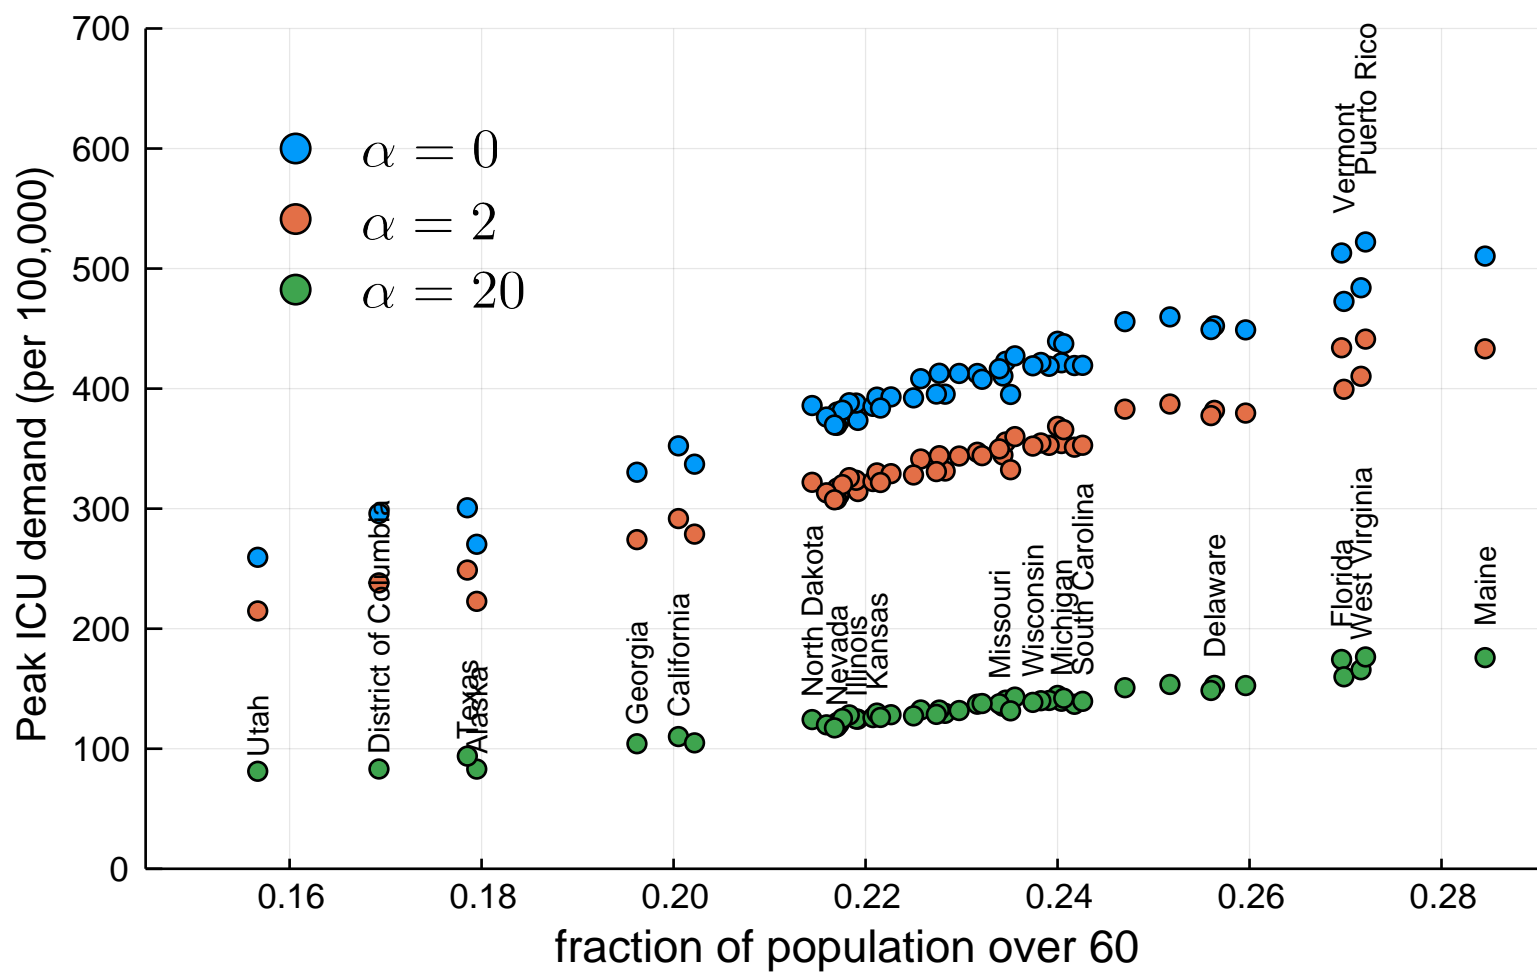 700
600
500
400
300
200
100
0
Peak ICU demand (per 100,000)
α = 0
α = 2
α = 20
Utah
District of Columbia
Texas
Alaska
Georgia
California
North Dakota
Nevada
Illinois
Kansas
Missouri
Wisconsin
Michigan
South Carolina
Delaware
Vermont
Puerto Rico
Florida
West Virginia
Maine
0.16 0.18 0.20 0.22 0.24 0.26 0.28
fraction of population over 60